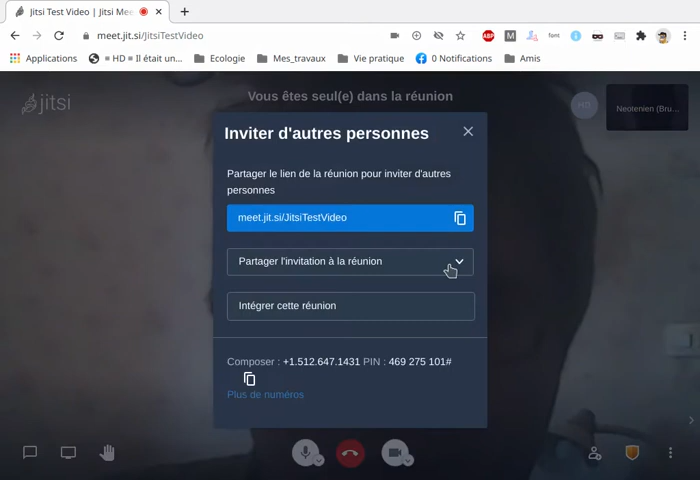 Jitsi Test Video | Jitsi Mee
meet.jit.si/JitsiTestVideo
ABP
M
font
Applications
= HD = Il était un…
Ecologie
Mes_travaux
Vie pratique
0 Notifications
Amis
jitsi
Vous êtes seul(e) dans la réunion
HD
Neotenien (Bru…
Inviter d'autres personnes
Partager le lien de la réunion pour inviter d'autres
personnes
meet.jit.si/JitsiTestVideo
Partager l'invitation à la réunion
Intégrer cette réunion
Composer : +1.512.647.1431 PIN : 469 275 101#
Plus de numéros